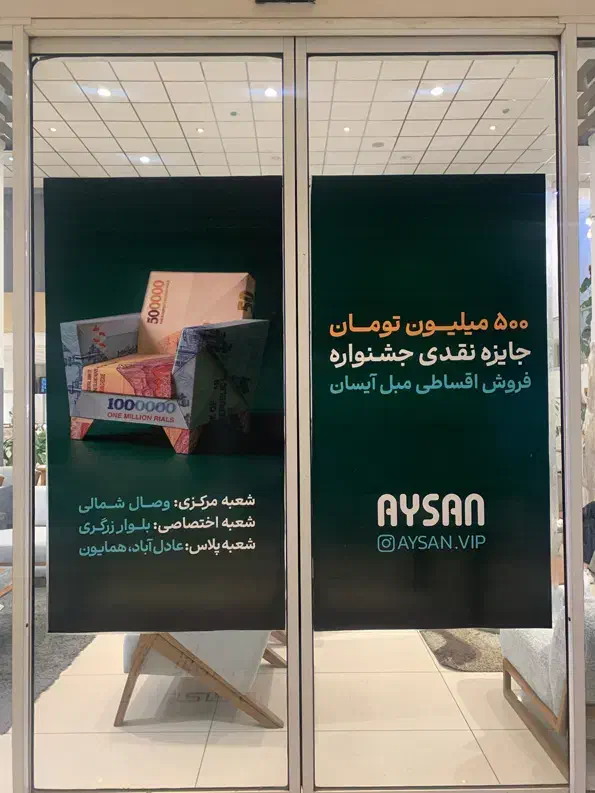 ۵۰۰ میلیون تومان
جایزه نقدی جشنواره
فروش اقساطی مبل آیسان
AYSAN
AYSAN.VIP
500000
50
1000000
ONE MILLION RIALS
شعبه مرکزی: وصال شمالی
شعبه اختصاصی: بلوار زرگری
شعبه پلاس: عادل آباد، همایون